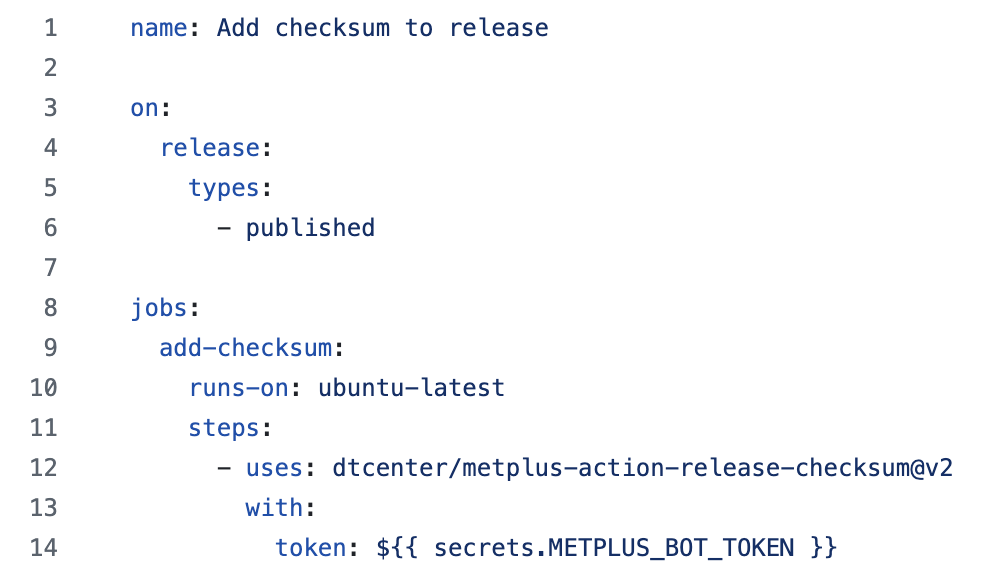 1 name: Add checksum to release
2
3 on:
4   release:
5     types:
6       - published
7
8 jobs:
9   add-checksum:
10     runs-on: ubuntu-latest
11     steps:
12       - uses: dtcenter/metplus-action-release-checksum@v2
13         with:
14           token: ${{ secrets.METPLUS_BOT_TOKEN }}